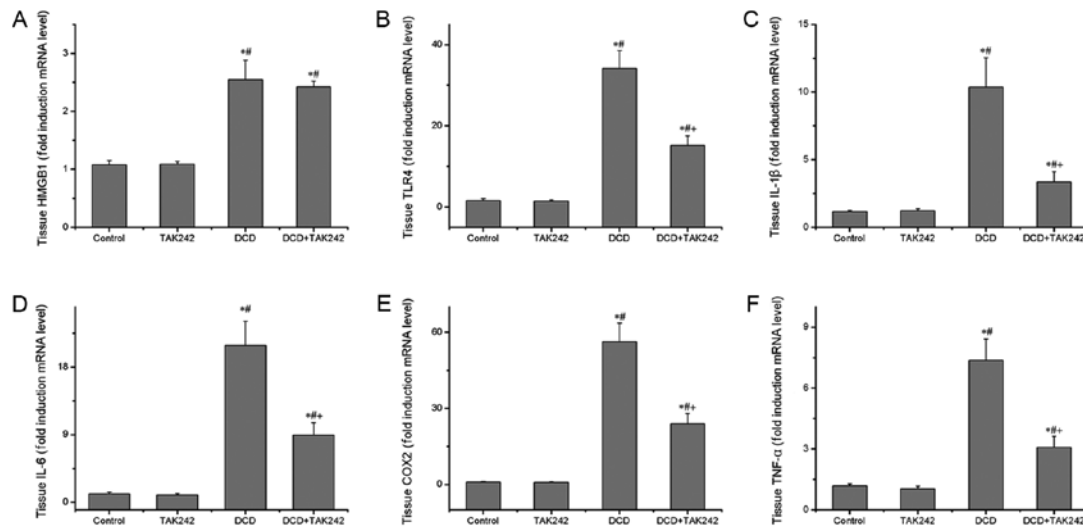 A
Tissue HMGB1 (fold induction mRNA level)
3
2
1
0
*#
*#
Control TAK242 DCD DCD+TAK242
B
Tissue TLR4 (fold induction mRNA level)
40
20
0
*#
*#+
Control TAK242 DCD DCD+TAK242
C
Tissue IL-1β (fold induction mRNA level)
15
10
5
0
*#
*#+
Control TAK242 DCD DCD+TAK242
D
Tissue IL-6 (fold induction mRNA level)
18
9
0
*#
*#+
Control TAK242 DCD DCD+TAK242
E
Tissue COX2 (fold induction mRNA level)
60
30
0
*#
*#+
Control TAK242 DCD DCD+TAK242
F
Tissue TNF-α (fold induction mRNA level)
9
6
3
0
*#
*#+
Control TAK242 DCD DCD+TAK242